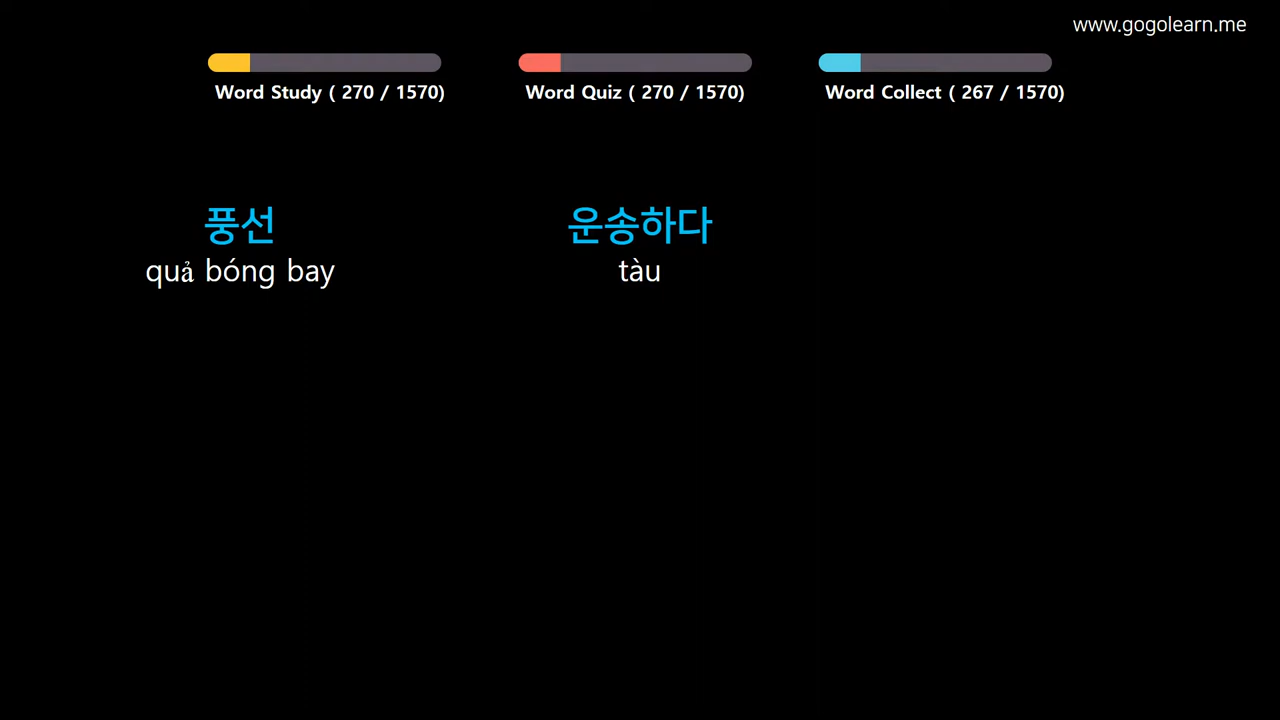 www.gogolearn.me
Word Study ( 270 / 1570)
Word Quiz ( 270 / 1570)
Word Collect ( 267 / 1570)
풍선
quả bóng bay
운송하다
tàu